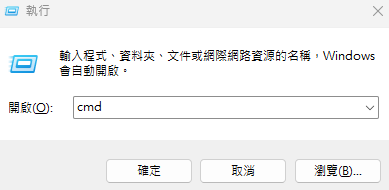 執行
輸入程式、資料夾、文件或網際網路資源的名稱，Windows
會自動開啟。
開啟(O): cmd
確定 取消 瀏覽(B)...